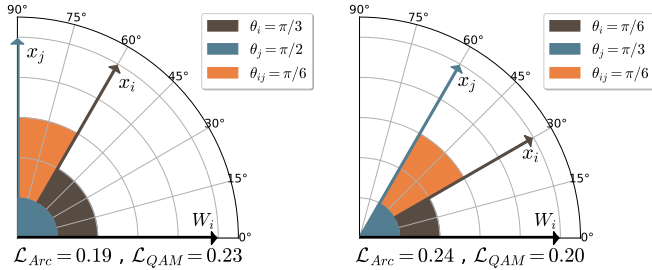 90°
75°
60°
45°
30°
15°
0°
x_j
x_i
W_i
θ_i = π/3
θ_j = π/2
θ_ij = π/6
L_Arc = 0.19 , L_QAM = 0.23
90°
75°
60°
45°
30°
15°
0°
x_j
x_i
W_i
θ_i = π/6
θ_j = π/3
θ_ij = π/6
L_Arc = 0.24 , L_QAM = 0.20